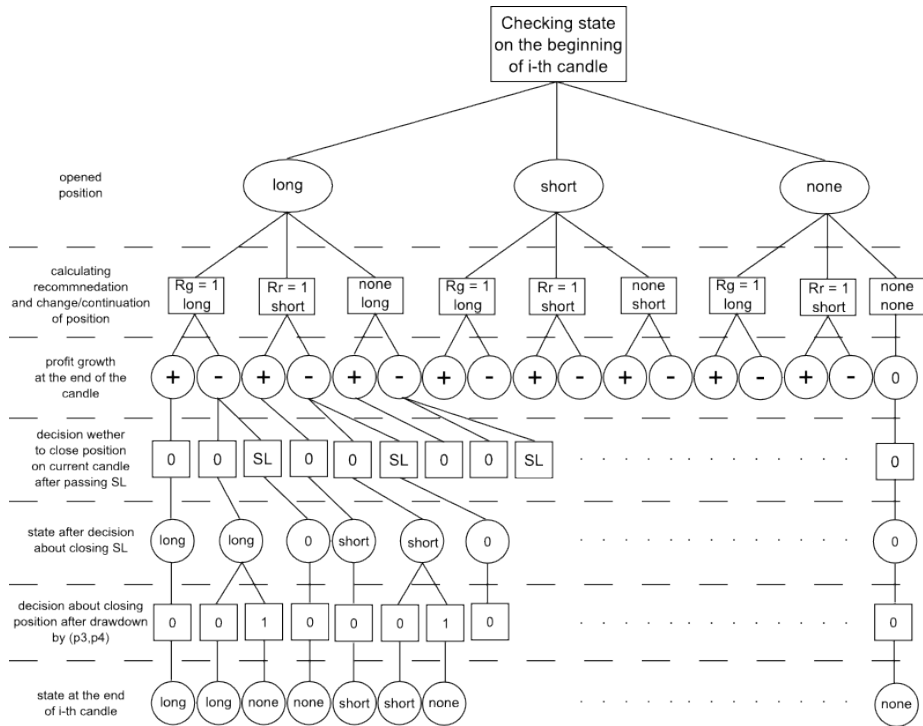 Checking state
on the beginning
of i-th candle
opened
position
long
short
none
calculating
recommnedation
and change/continuation
of position
Rg = 1
long
Rr = 1
short
none
long
Rg = 1
long
Rr = 1
short
none
short
Rg = 1
long
Rr = 1
short
none
none
profit growth
at the end of the
candle
+ - + - + - + - + - + - + - + - 0
decision wether
to close position
on current candle
after passing SL
0 0 SL 0 0 SL 0 0 SL 0
state after decision
about closing SL
long long 0 short short 0 0
decision about closing
position after drawdown
by (p3,p4)
0 0 1 0 0 0 1 0 0
state at the end
of i-th candle
long long none none short short none none